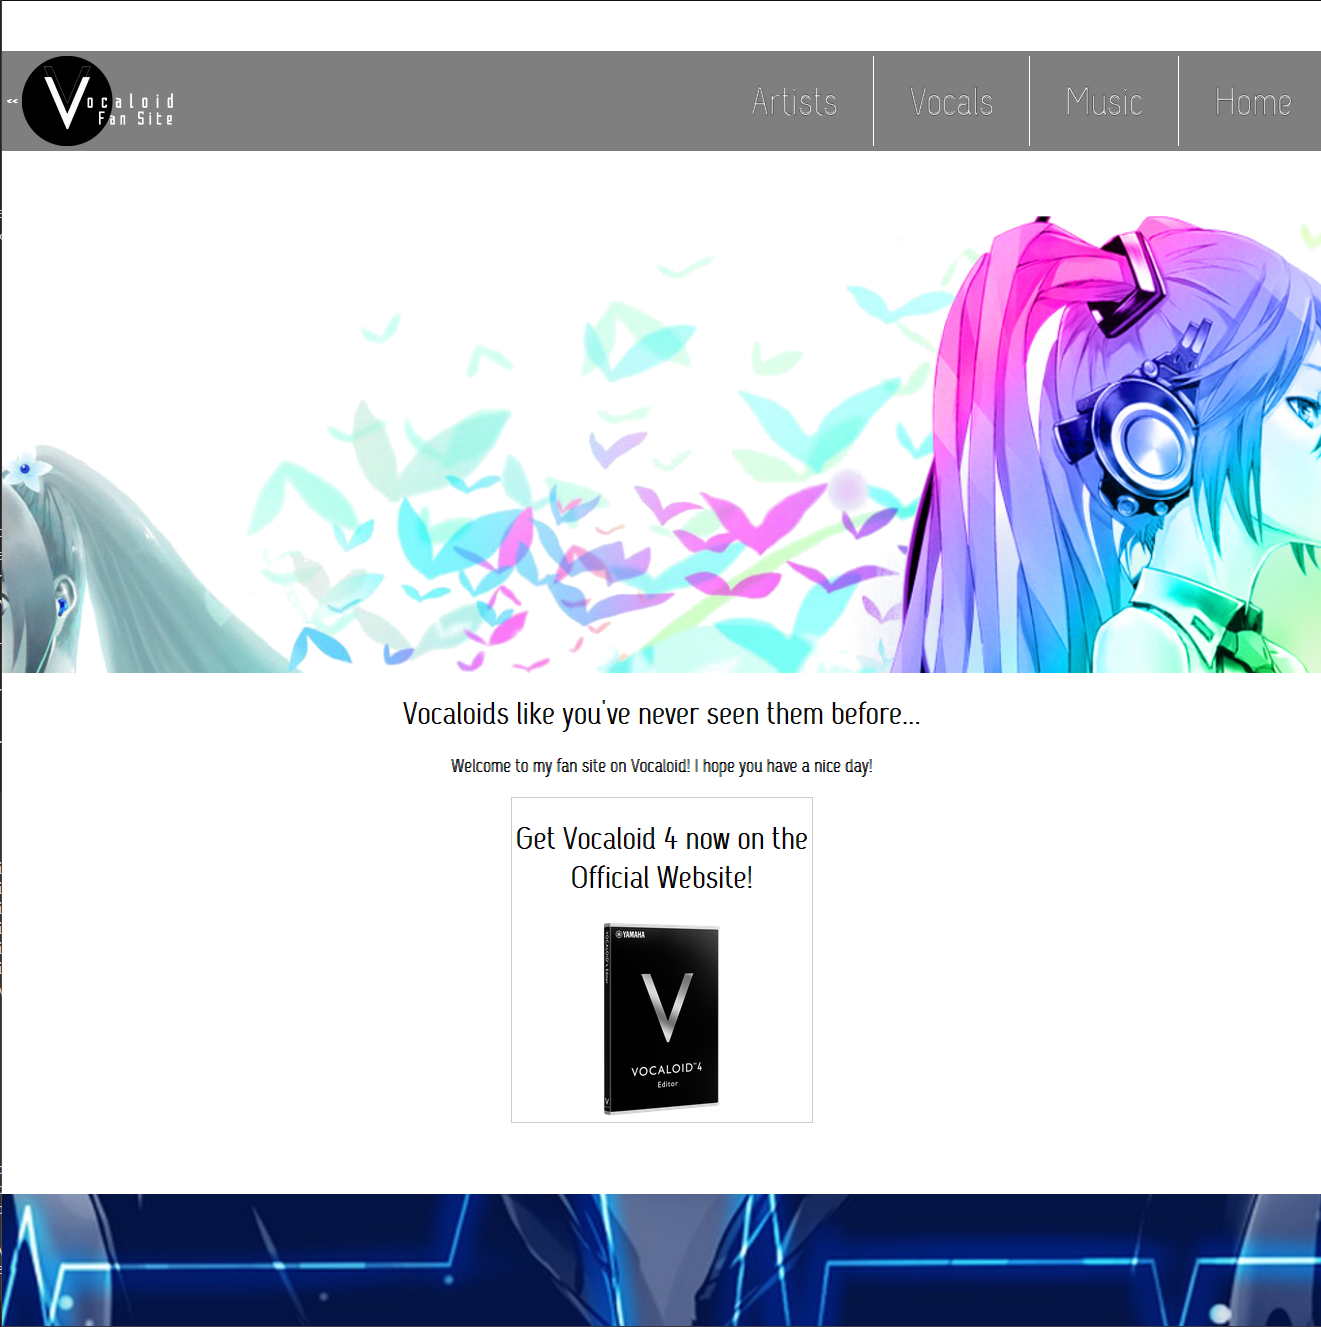 <<
Vocaloid
Fan Site
Artists
Vocals
Music
Home
Vocaloids like you've never seen them before...
Welcome to my fan site on Vocaloid! I hope you have a nice day!
Get Vocaloid 4 now on the
Official Website!
YAMAHA
V
VOCALOID™4
Editor